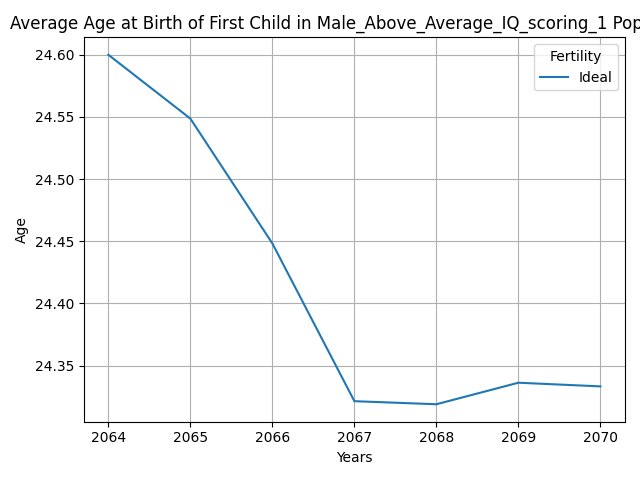 Average Age at Birth of First Child in Male_Above_Average_IQ_scoring_1 Pop
Fertility
Ideal
24.60
24.55
24.50
24.45
24.40
24.35
Age
2064 2065 2066 2067 2068 2069 2070
Years